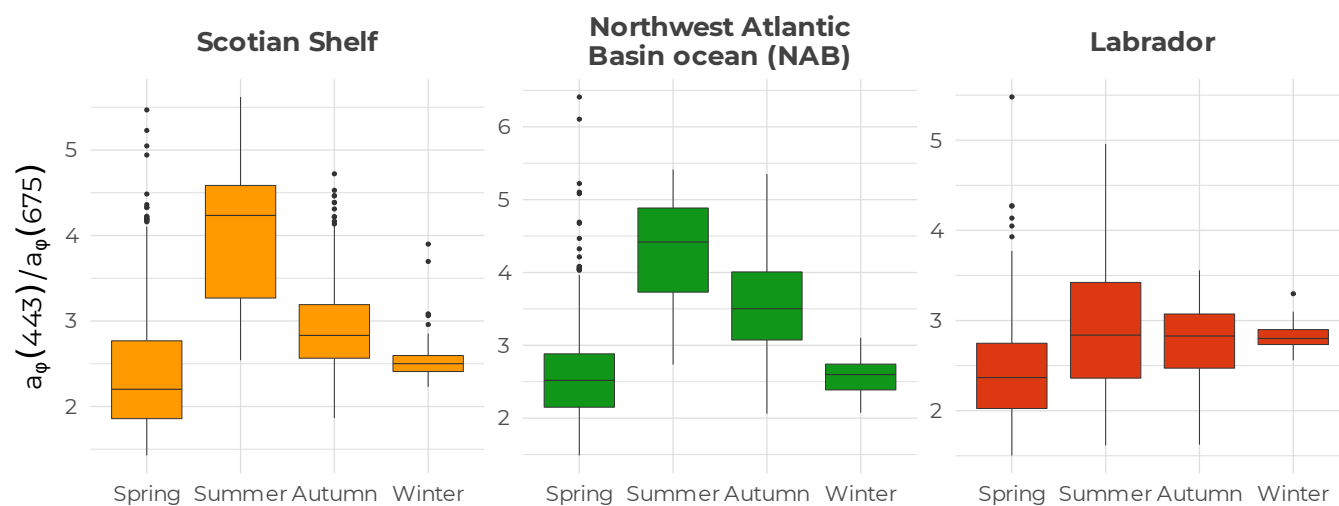 Scotian Shelf
Northwest Atlantic
Basin ocean (NAB)
Labrador
aφ(443)/aφ(675)
5
4
3
2
6
5
4
3
2
5
4
3
2
Spring Summer Autumn Winter
Spring Summer Autumn Winter
Spring Summer Autumn Winter